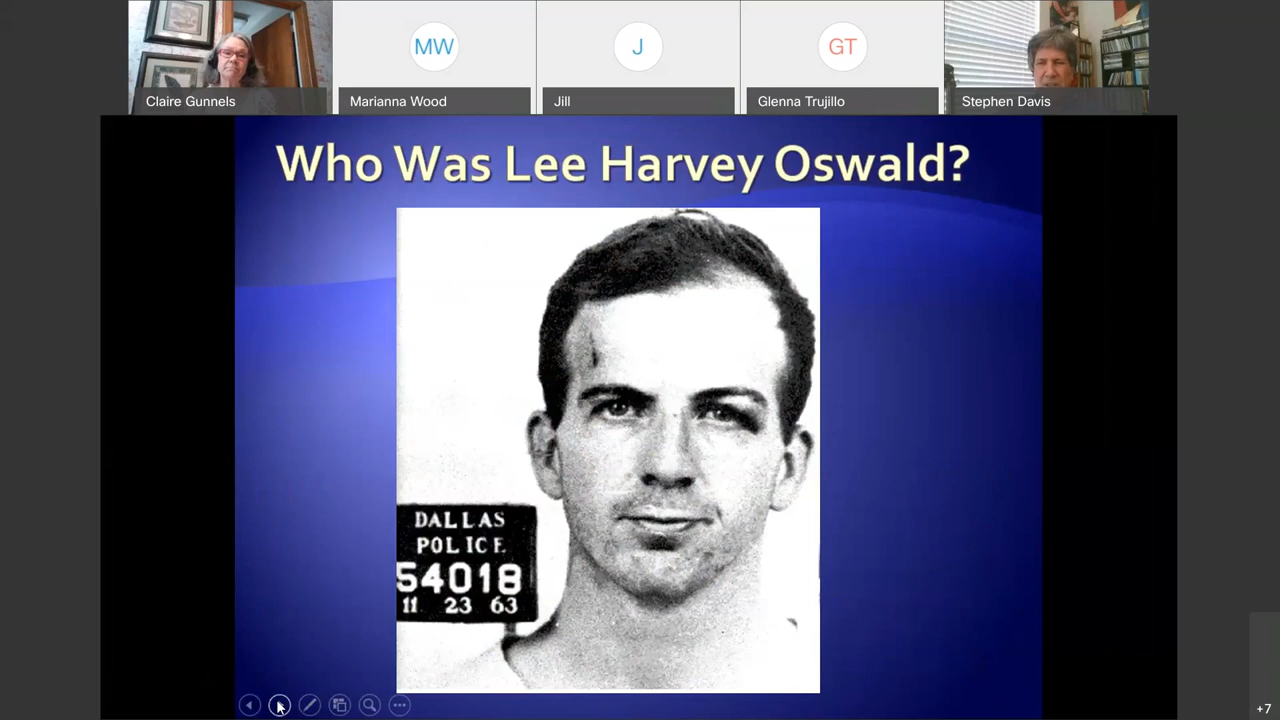 MW
J
GT
Claire Gunnels
Marianna Wood
Jill
Glenna Trujillo
Stephen Davis
Who Was Lee Harvey Oswald?
DALLAS
POLICE
54018
11 23 63
+7